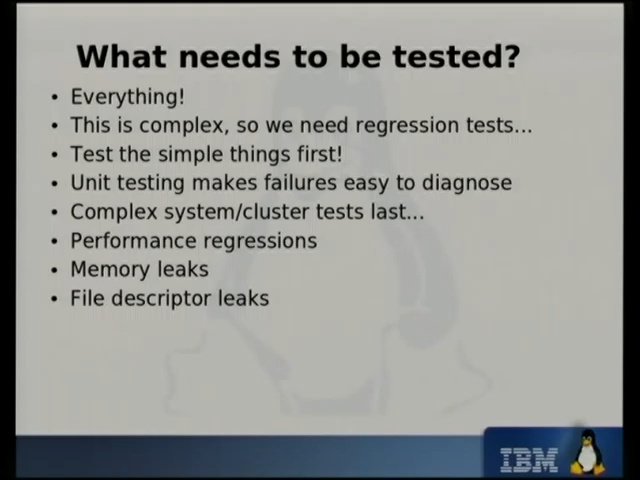 What needs to be tested?
• Everything!
• This is complex, so we need regression tests...
• Test the simple things first!
• Unit testing makes failures easy to diagnose
• Complex system/cluster tests last...
• Performance regressions
• Memory leaks
• File descriptor leaks
IBM